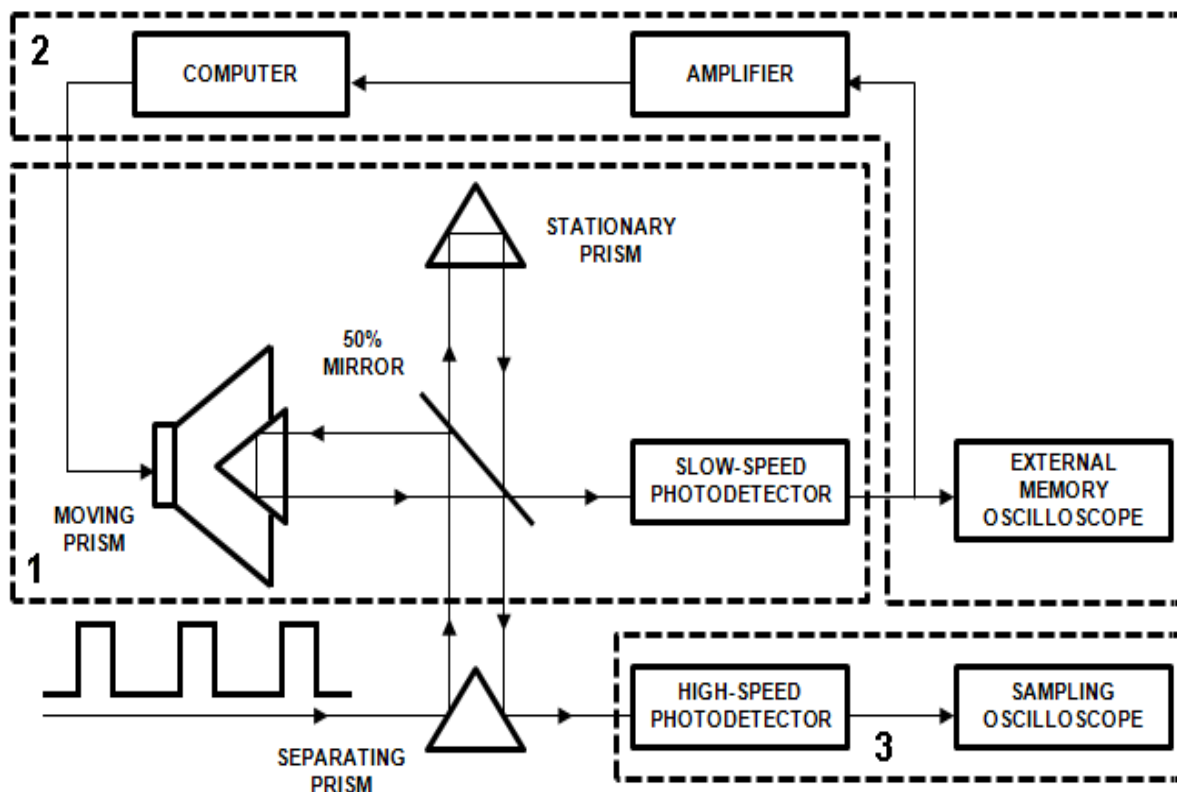 2
COMPUTER
AMPLIFIER
STATIONARY
PRISM
50%
MIRROR
SLOW-SPEED
PHOTODETECTOR
EXTERNAL
MEMORY
OSCILLOSCOPE
MOVING
PRISM
1
HIGH-SPEED
PHOTODETECTOR
SAMPLING
OSCILLOSCOPE
3
SEPARATING
PRISM